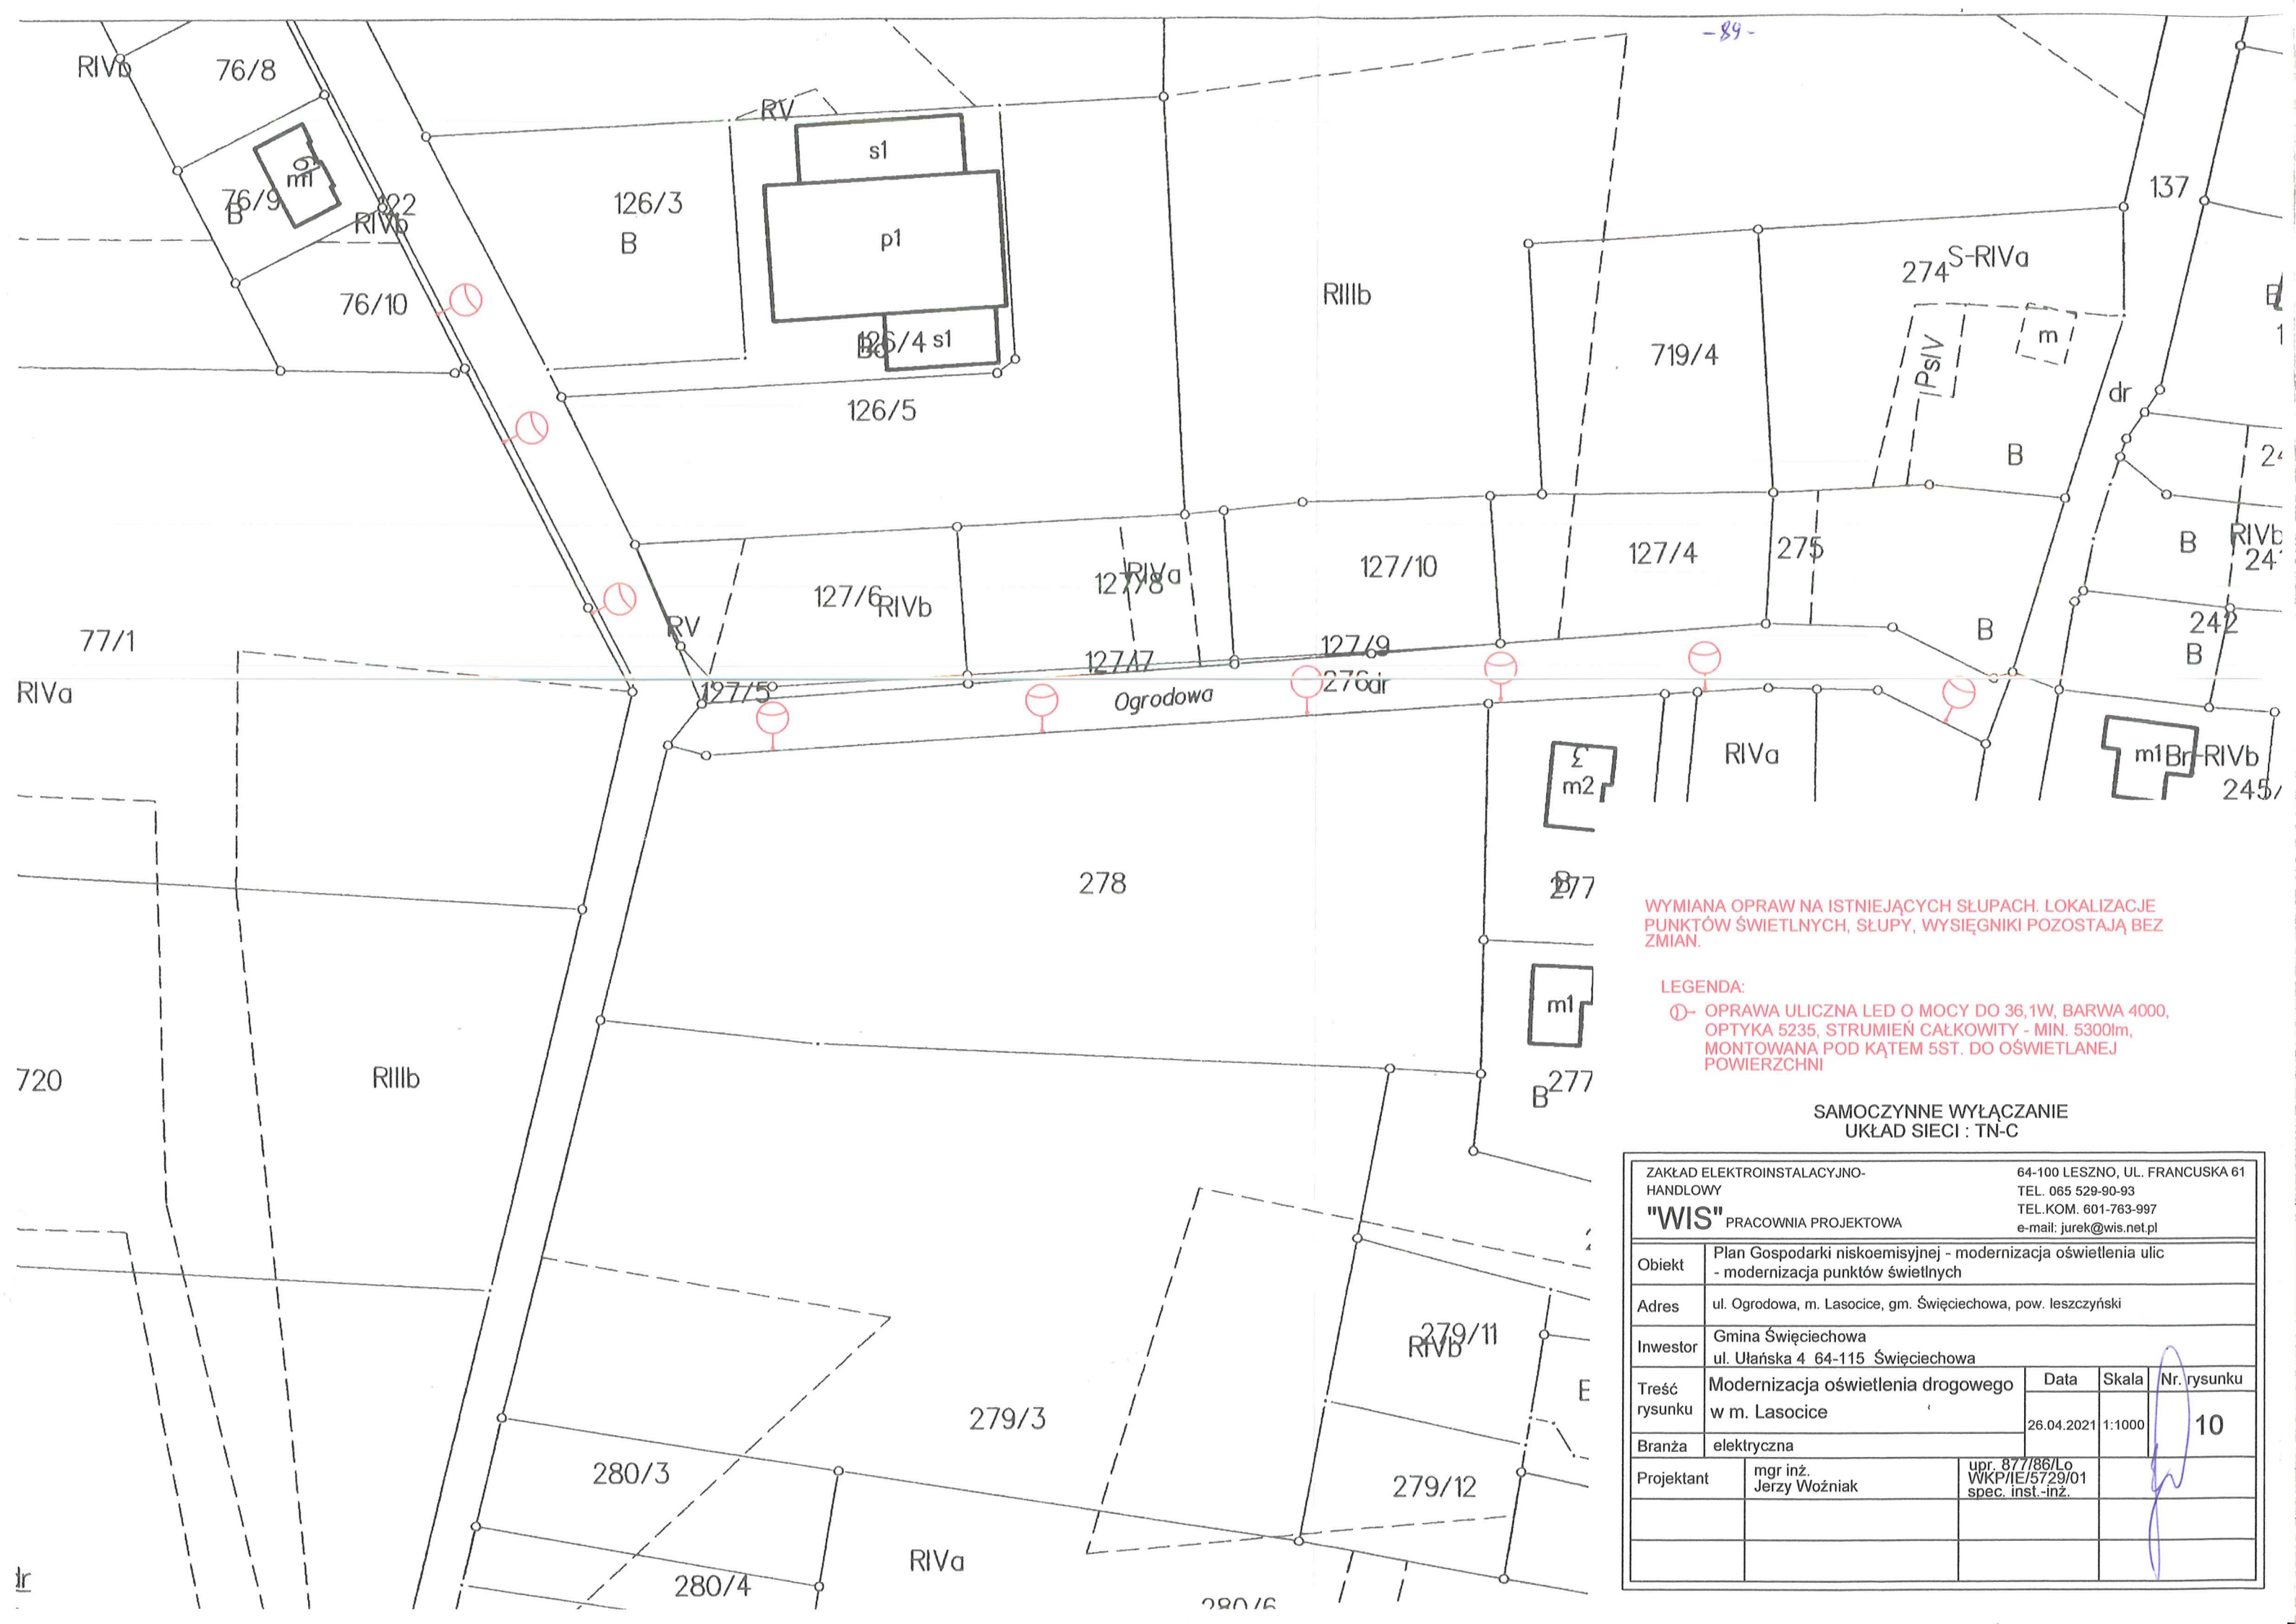 -89-
RIVb
76/8
RV
s1
m1
76/9
B
122
RIVb
126/3
B
p1
137
S-RIVa
274
76/10
RIIIb
126/4
s1
m
719/4
PsIV
dr
126/5
B
B
RIVb
127/10
127/4
275
127/6
RIVb
127/8
RIVa
RV
77/1
242
B
B
127/9
127/7
RIVa
127/5
Ogrodowa
276dr
RIVa
m1
Br-RIVb
m2
278
B
277
m1
277
B
720
RIIIb
279/11
RIVb
279/3
280/3
279/12
RIVa
280/4
280/6
dr
WYMIANA OPRAW NA ISTNIEJĄCYCH SŁUPACH. LOKALIZACJE
PUNKTÓW ŚWIETLNYCH, SŁUPY, WYSIĘGNIKI POZOSTAJĄ BEZ
ZMIAN.
LEGENDA:
OPRAWA ULICZNA LED O MOCY DO 36,1W, BARWA 4000,
OPTYKA 5235, STRUMIEŃ CAŁKOWITY - MIN. 5300lm,
MONTOWANA POD KĄTEM 5ST. DO OŚWIETLANEJ
POWIERZCHNI
SAMOCZYNNE WYŁĄCZANIE
UKŁAD SIECI : TN-C
ZAKŁAD ELEKTROINSTALACYJNO-
HANDLOWY
"WIS" PRACOWNIA PROJEKTOWA
64-100 LESZNO, UL. FRANCUSKA 61
TEL. 065 529-90-93
TEL.KOM. 601-763-997
e-mail: jurek@wis.net.pl
Obiekt
Plan Gospodarki niskoemisyjnej - modernizacja oświetlenia ulic
- modernizacja punktów świetlnych
Adres
ul. Ogrodowa, m. Lasocice, gm. Święciechowa, pow. leszczyński
Inwestor
Gmina Święciechowa
ul. Ułańska 4 64-115 Święciechowa
Treść
rysunku
Modernizacja oświetlenia drogowego
w m. Lasocice
Data
Skala
Nr. rysunku
26.04.2021
1:1000
10
Branża
elektryczna
Projektant
mgr inż.
Jerzy Woźniak
upr. 877/86/Lo
WKP/IE/5729/01
spec. inst.-inż.